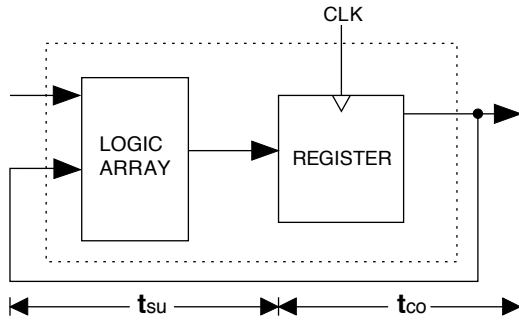 CLK
LOGIC
ARRAY
REGISTER
tsu
tco